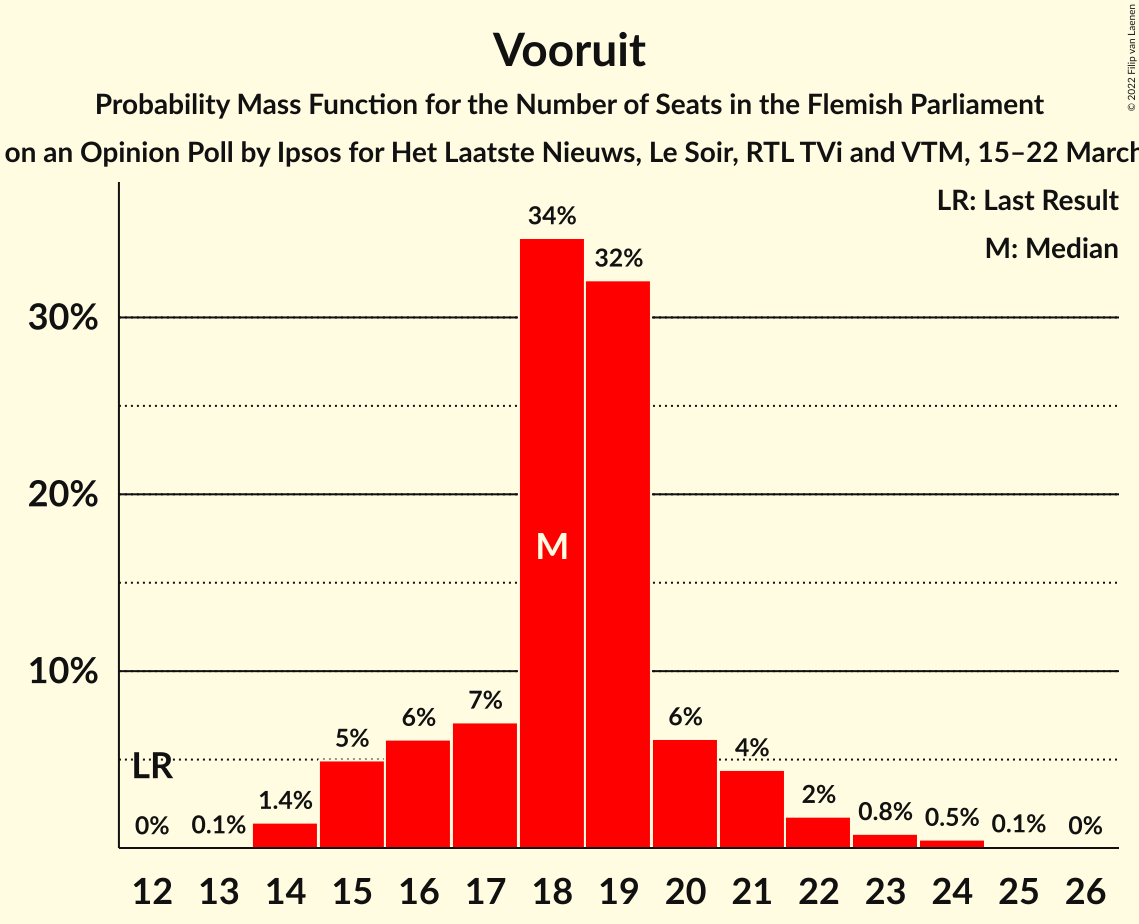 Vooruit
Probability Mass Function for the Number of Seats in the Flemish Parliament
on an Opinion Poll by Ipsos for Het Laatste Nieuws, Le Soir, RTL TVi and VTM, 15–22 March
© 2022 Filip van Laenen
LR: Last Result
M: Median
34%
32%
30%
20%
M
10%
7%
6%
6%
5%
4%
LR
2%
1.4%
0.8%
0.5%
0.1%
0.1%
0%
0%
12 13 14 15 16 17 18 19 20 21 22 23 24 25 26